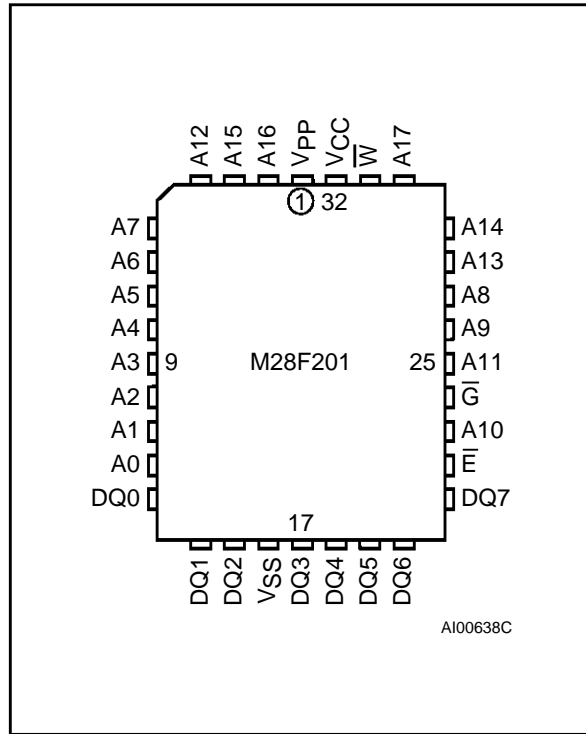 A12 A15 A16 VPP VCC W̅ A17
1 32
A7 A14
A6 A13
A5 A8
A4 A9
A3 9 M28F201 25 A11
A2 G̅
A1 A10
A0 E̅
DQ0 DQ7
17
DQ1 DQ2 VSS DQ3 DQ4 DQ5 DQ6
AI00638C